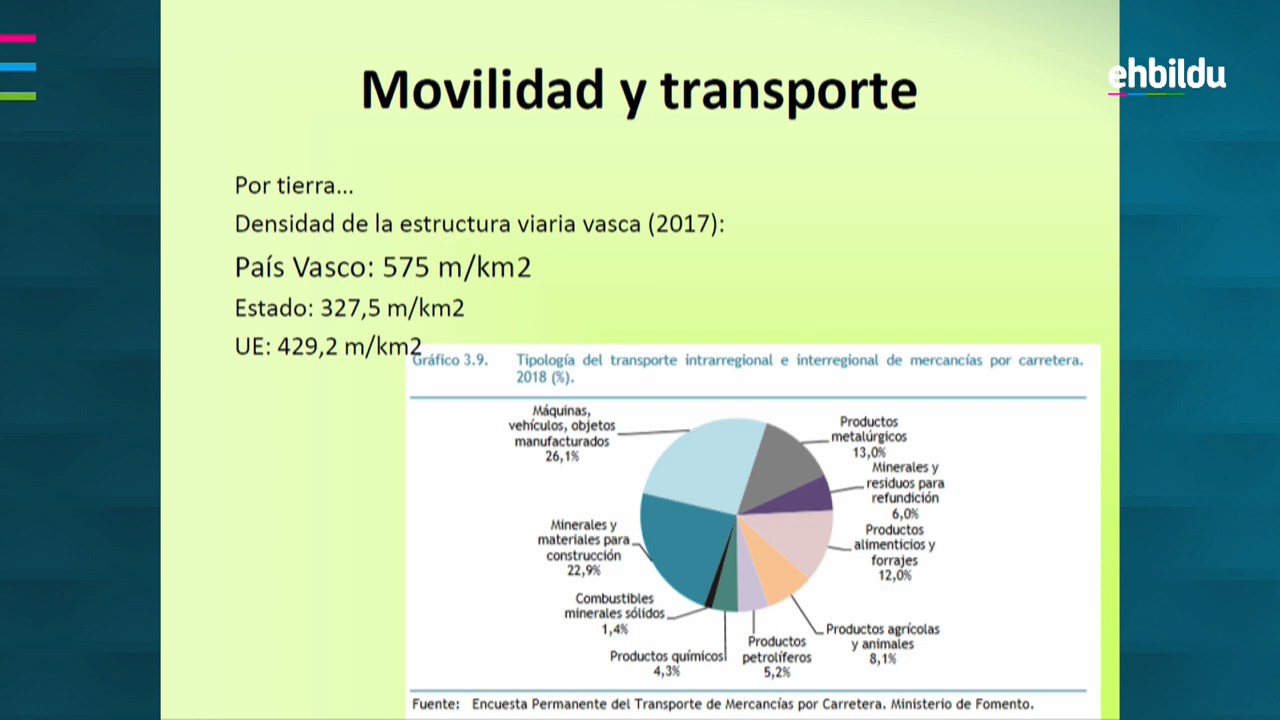 Movilidad y transporte
ehbildu
Por tierra...
Densidad de la estructura viaria vasca (2017):
País Vasco: 575 m/km2
Estado: 327,5 m/km2
UE: 429,2 m/km2
Gráfico 3.9. Tipología del transporte intrarregional e interregional de mercancías por carretera.
2018 (%).
Máquinas,
vehículos, objetos
manufacturados
26,1%
Productos
metalúrgicos
13,0%
Minerales y
residuos para
refundición
6,0%
Productos
alimenticios y
forrajes
12,0%
Minerales y
materiales para
construcción
22,9%
Combustibles
minerales sólidos
1,4%
Productos químicos
4,3%
Productos
petrolíferos
5,2%
Productos agrícolas
y animales
8,1%
Fuente: Encuesta Permanente del Transporte de Mercancías por Carretera. Ministerio de Fomento.